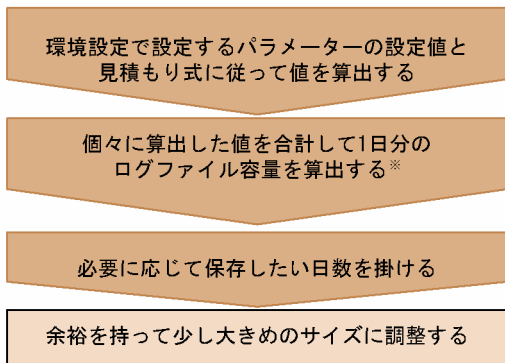 環境設定で設定するパラメーターの設定値と
見積もり式に従って値を算出する
個々に算出した値を合計して1日分の
ログファイル容量を算出する※
必要に応じて保存したい日数を掛ける
余裕を持って少し大きめのサイズに調整する